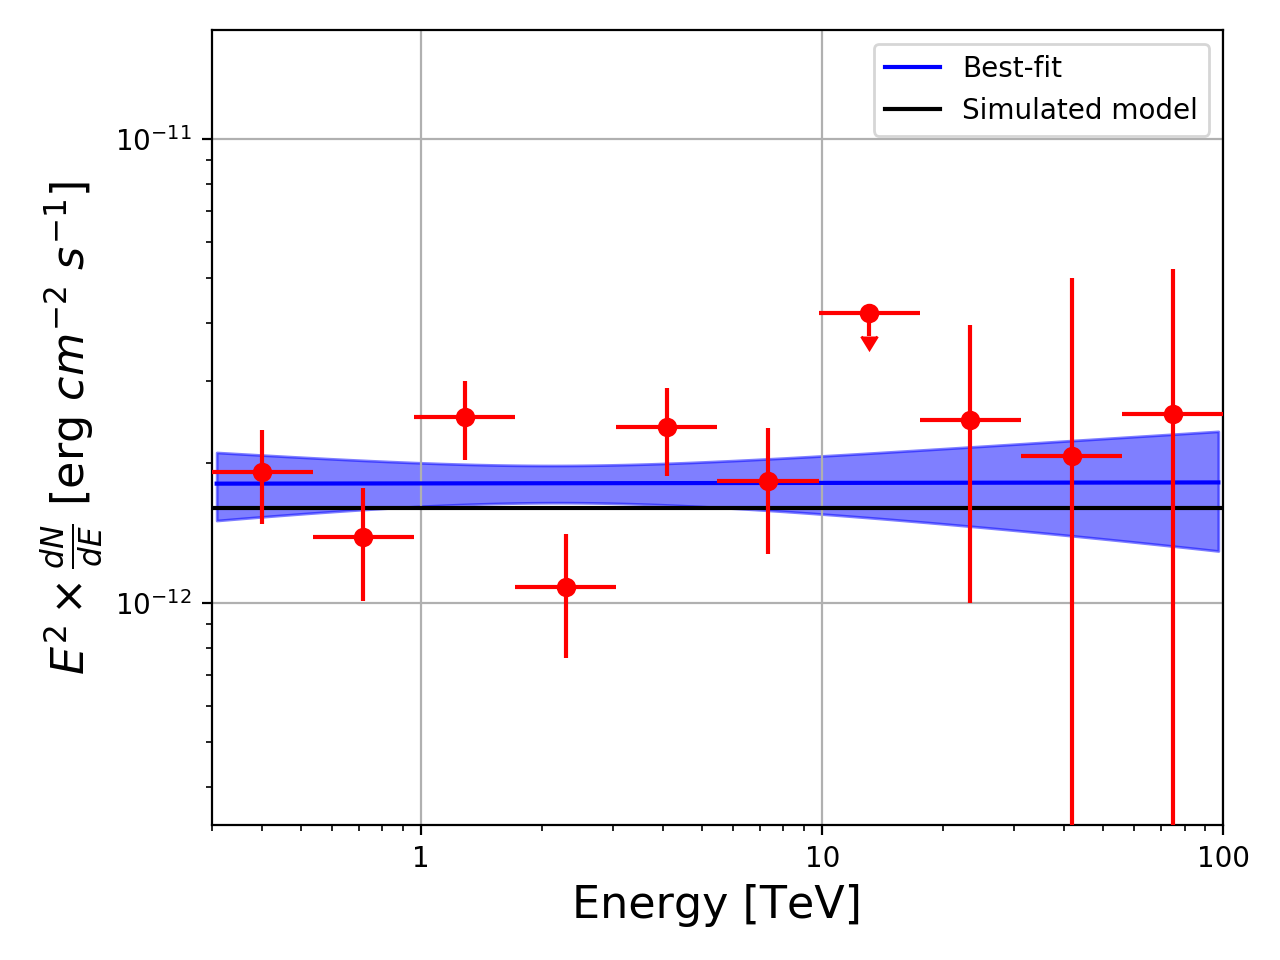 Best-fit
Simulated model
10⁻¹¹
10⁻¹²
E² × dN/dE [erg cm⁻² s⁻¹]
1 10 100
Energy [TeV]